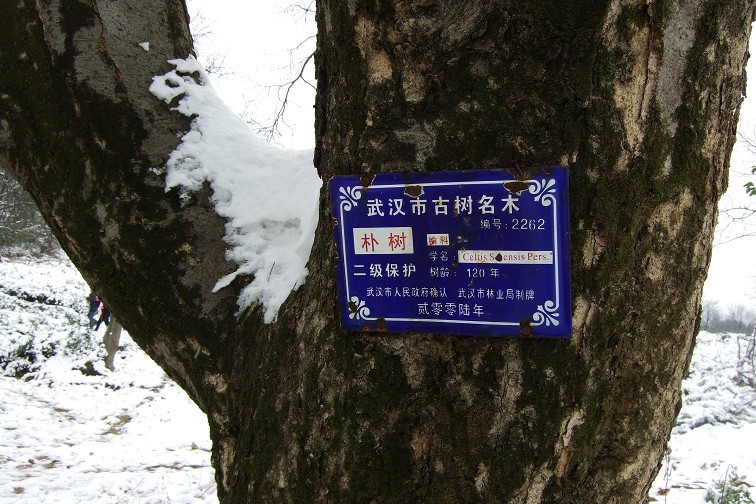 武汉市古树名木
编号:2262
朴树 榆科
学名: Celtis S ensis Pers.
二级保护 树龄: 120 年
武汉市人民政府确认 武汉市林业局制牌
贰零零陆年